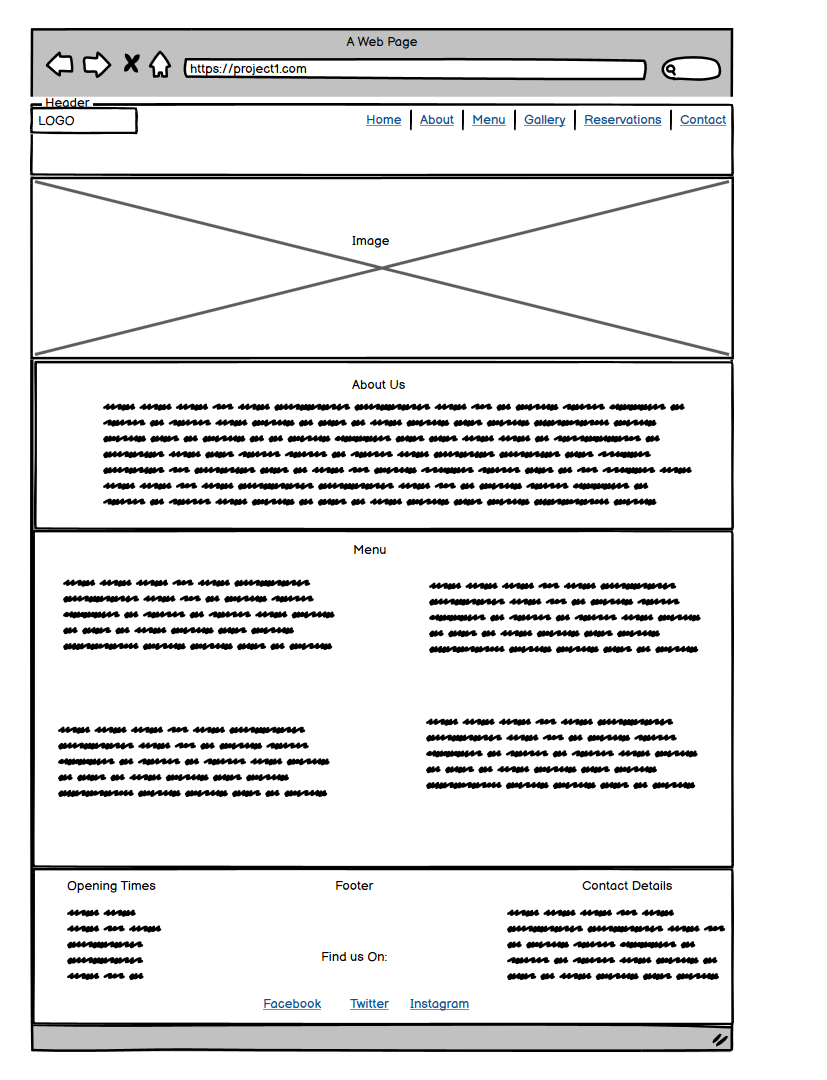 A Web Page
https://project1.com
Header
LOGO
Home About Menu Gallery Reservations Contact
Image
About Us
Menu
Opening Times Footer Contact Details
Find us On:
Facebook Twitter Instagram